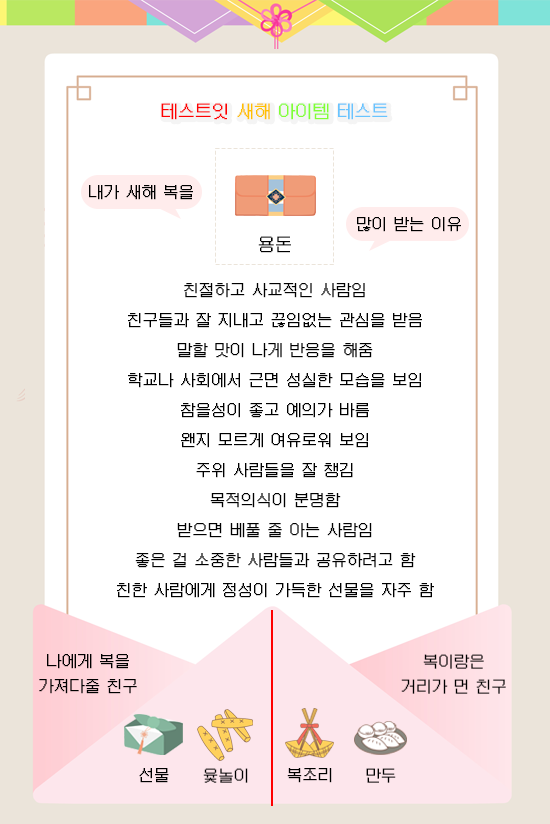 테스트잇 새해 아이템 테스트
내가 새해 복을
많이 받는 이유
용돈
친절하고 사교적인 사람임
친구들과 잘 지내고 끊임없는 관심을 받음
말할 맛이 나게 반응을 해줌
학교나 사회에서 근면 성실한 모습을 보임
참을성이 좋고 예의가 바름
왠지 모르게 여유로워 보임
주위 사람들을 잘 챙김
목적의식이 분명함
받으면 베풀 줄 아는 사람임
좋은 걸 소중한 사람들과 공유하려고 함
친한 사람에게 정성이 가득한 선물을 자주 함
나에게 복을
가져다줄 친구
선물 윷놀이
복이랑은
거리가 먼 친구
복조리 만두